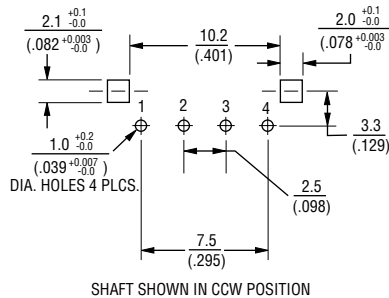 2.1 +0.1 -0.0
(.082 +0.003 -0.0)
10.2
(.401)
2.0 +0.1 -0.0
(.078 +0.003 -0.0)
1 2 3 4
1.0 +0.2 -0.0
(.039 +0.007 -0.0)
DIA. HOLES 4 PLCS.
3.3
(.129)
2.5
(.098)
7.5
(.295)
SHAFT SHOWN IN CCW POSITION